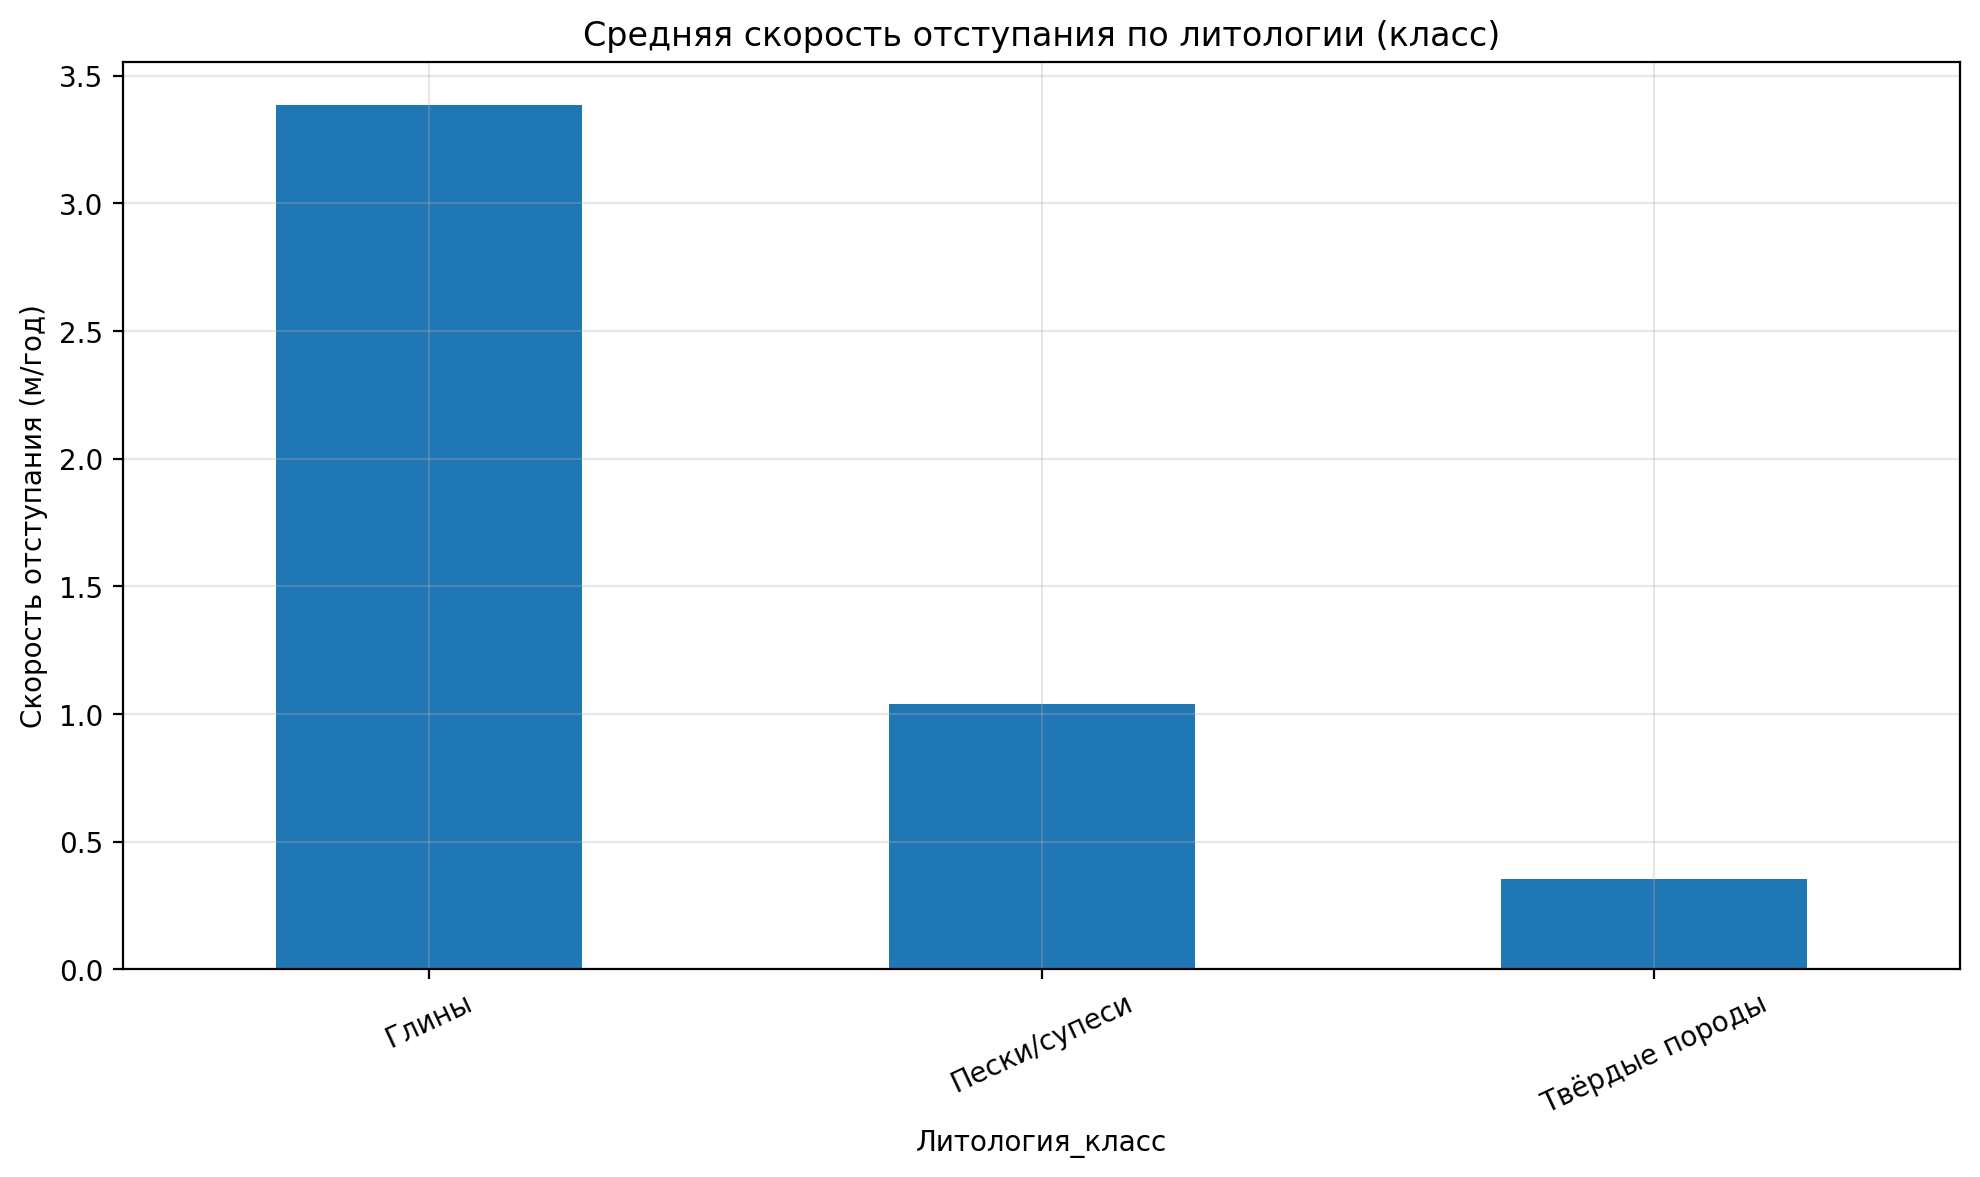 Средняя скорость отступания по литологии (класс)
Скорость отступания (м/год)
3.5
3.0
2.5
2.0
1.5
1.0
0.5
0.0
Глины
Пески/супеси
Твёрдые породы
Литология_класс